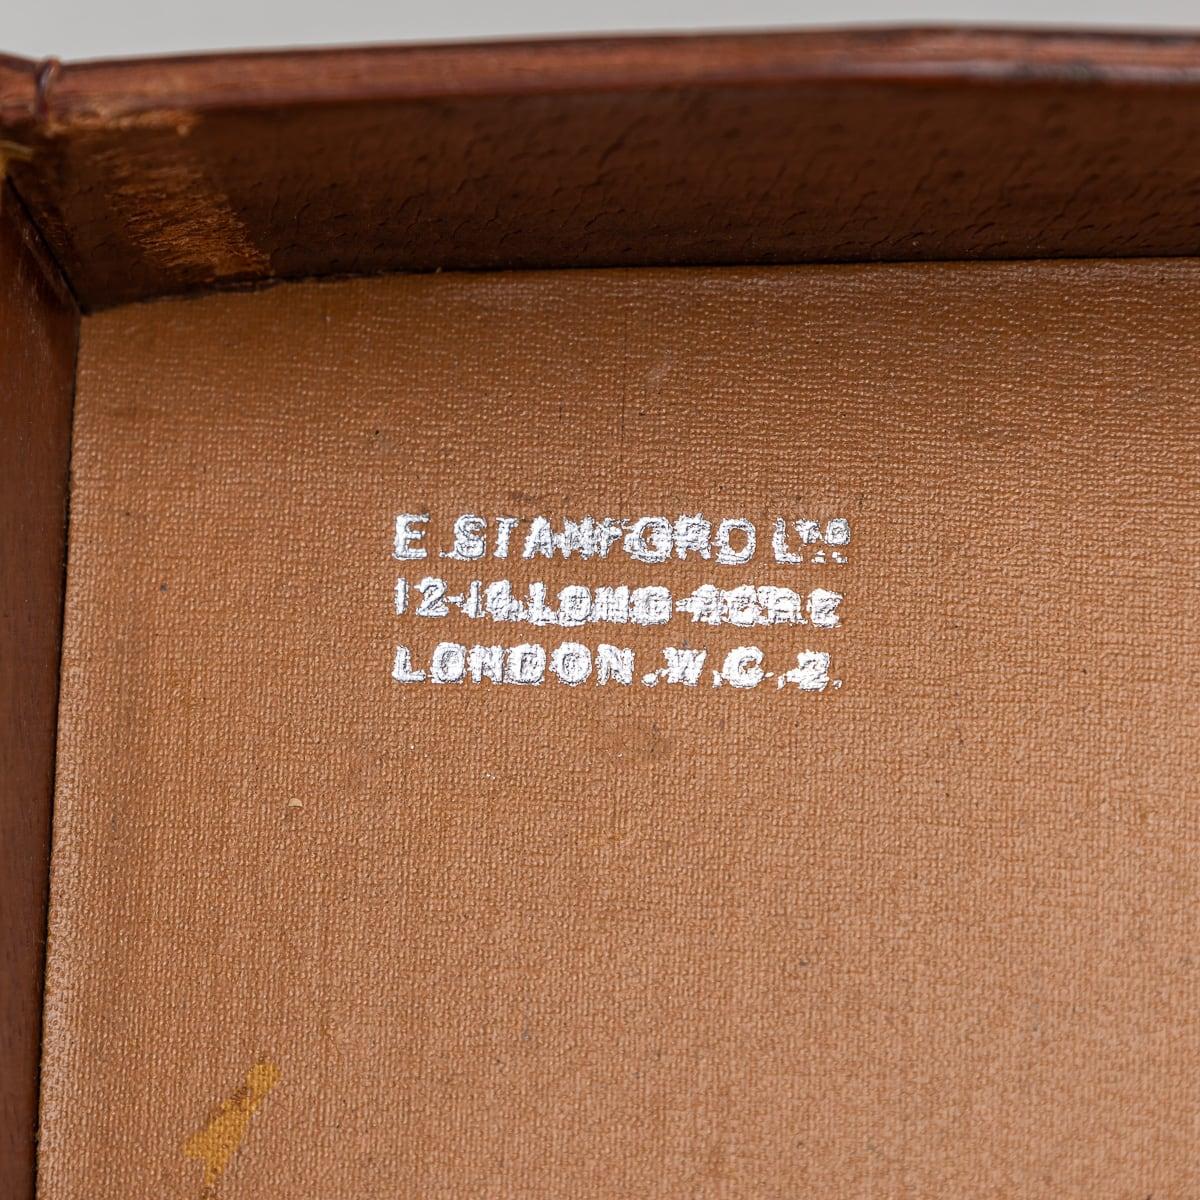 E. STANFORD LTD
12-14, LONG ACRE
LONDON. W. C. 2.